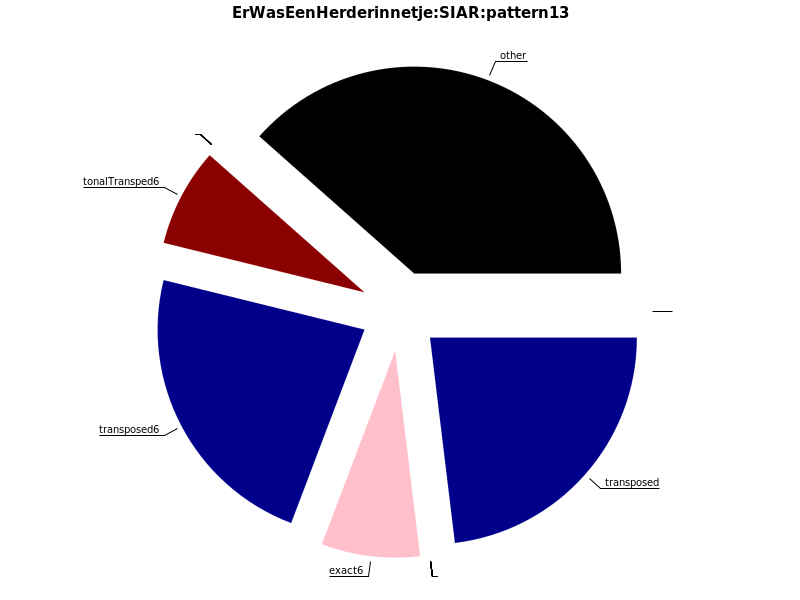 ErWasEenHerderinnetje:SIAR:pattern13
other
tonalTransped6
transposed6
transposed
exact6